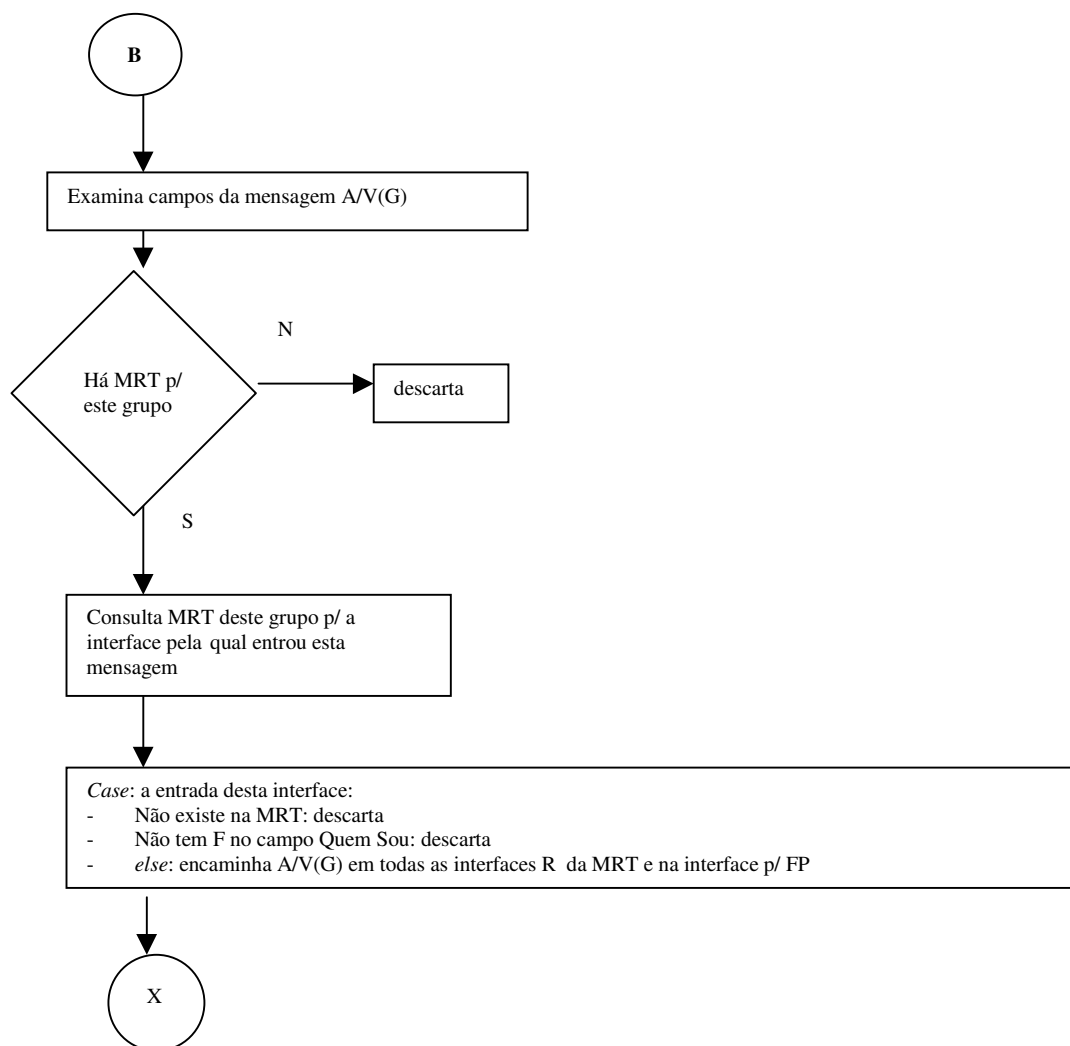 B
Examina campos da mensagem A/V(G)
N
Há MRT p/
este grupo
descarta
S
Consulta MRT deste grupo p/ a
interface pela qual entrou esta
mensagem
Case: a entrada desta interface:
- Não existe na MRT: descarta
- Não tem F no campo Quem Sou: descarta
- else: encaminha A/V(G) em todas as interfaces R da MRT e na interface p/ FP
X